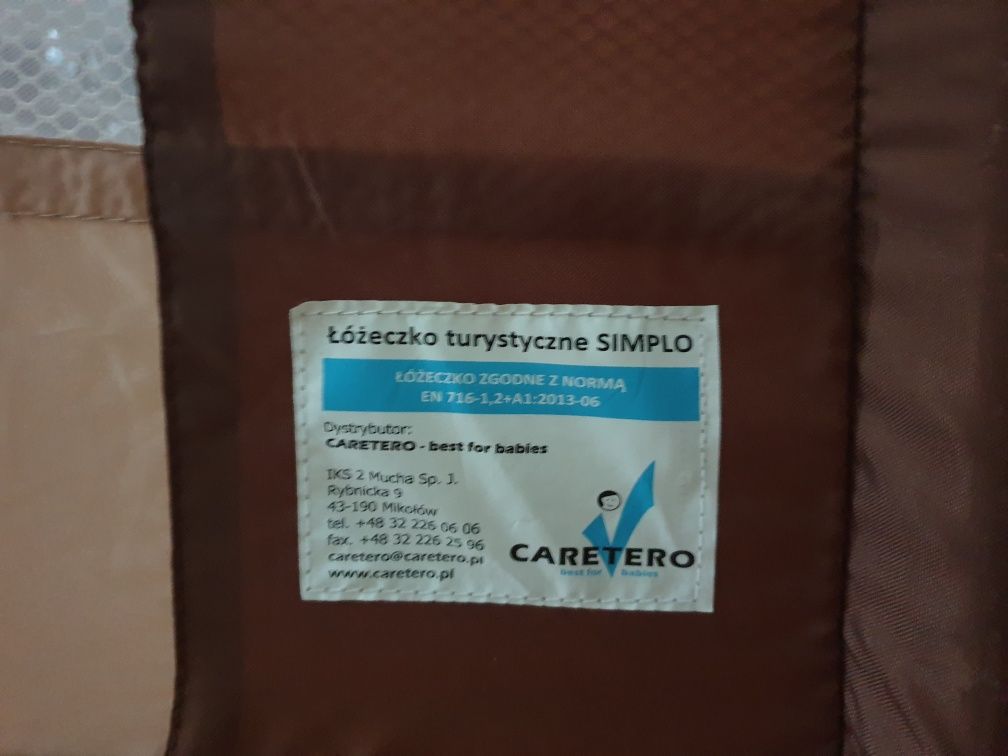 Łóżeczko turystyczne SIMPLO
ŁÓŻECZKO ZGODNE Z NORMĄ
EN 716-1,2+A1:2013-06
Dystrybutor:
CARETERO - best for babies
IKS 2 Mucha Sp. J.
Rybnicka 9
43-190 Mikołów
tel. +48 32 226 06 06
fax. +48 32 226 25 96
caretero@caretero.pl
www.caretero.pl
CARETERO
best for babies